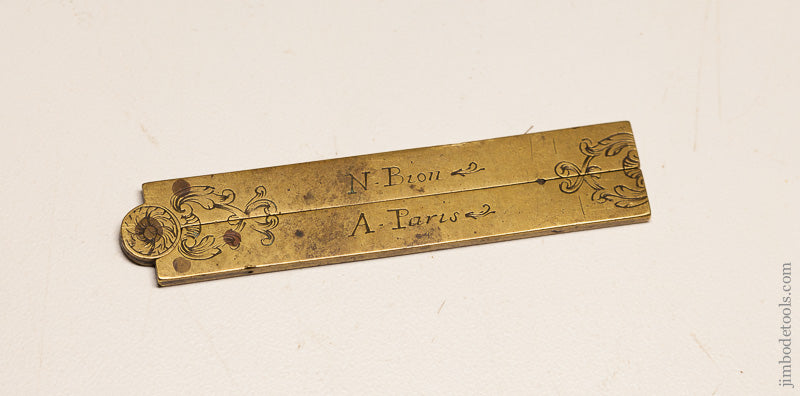 N - Bion
A - Paris
jimbodetools.com